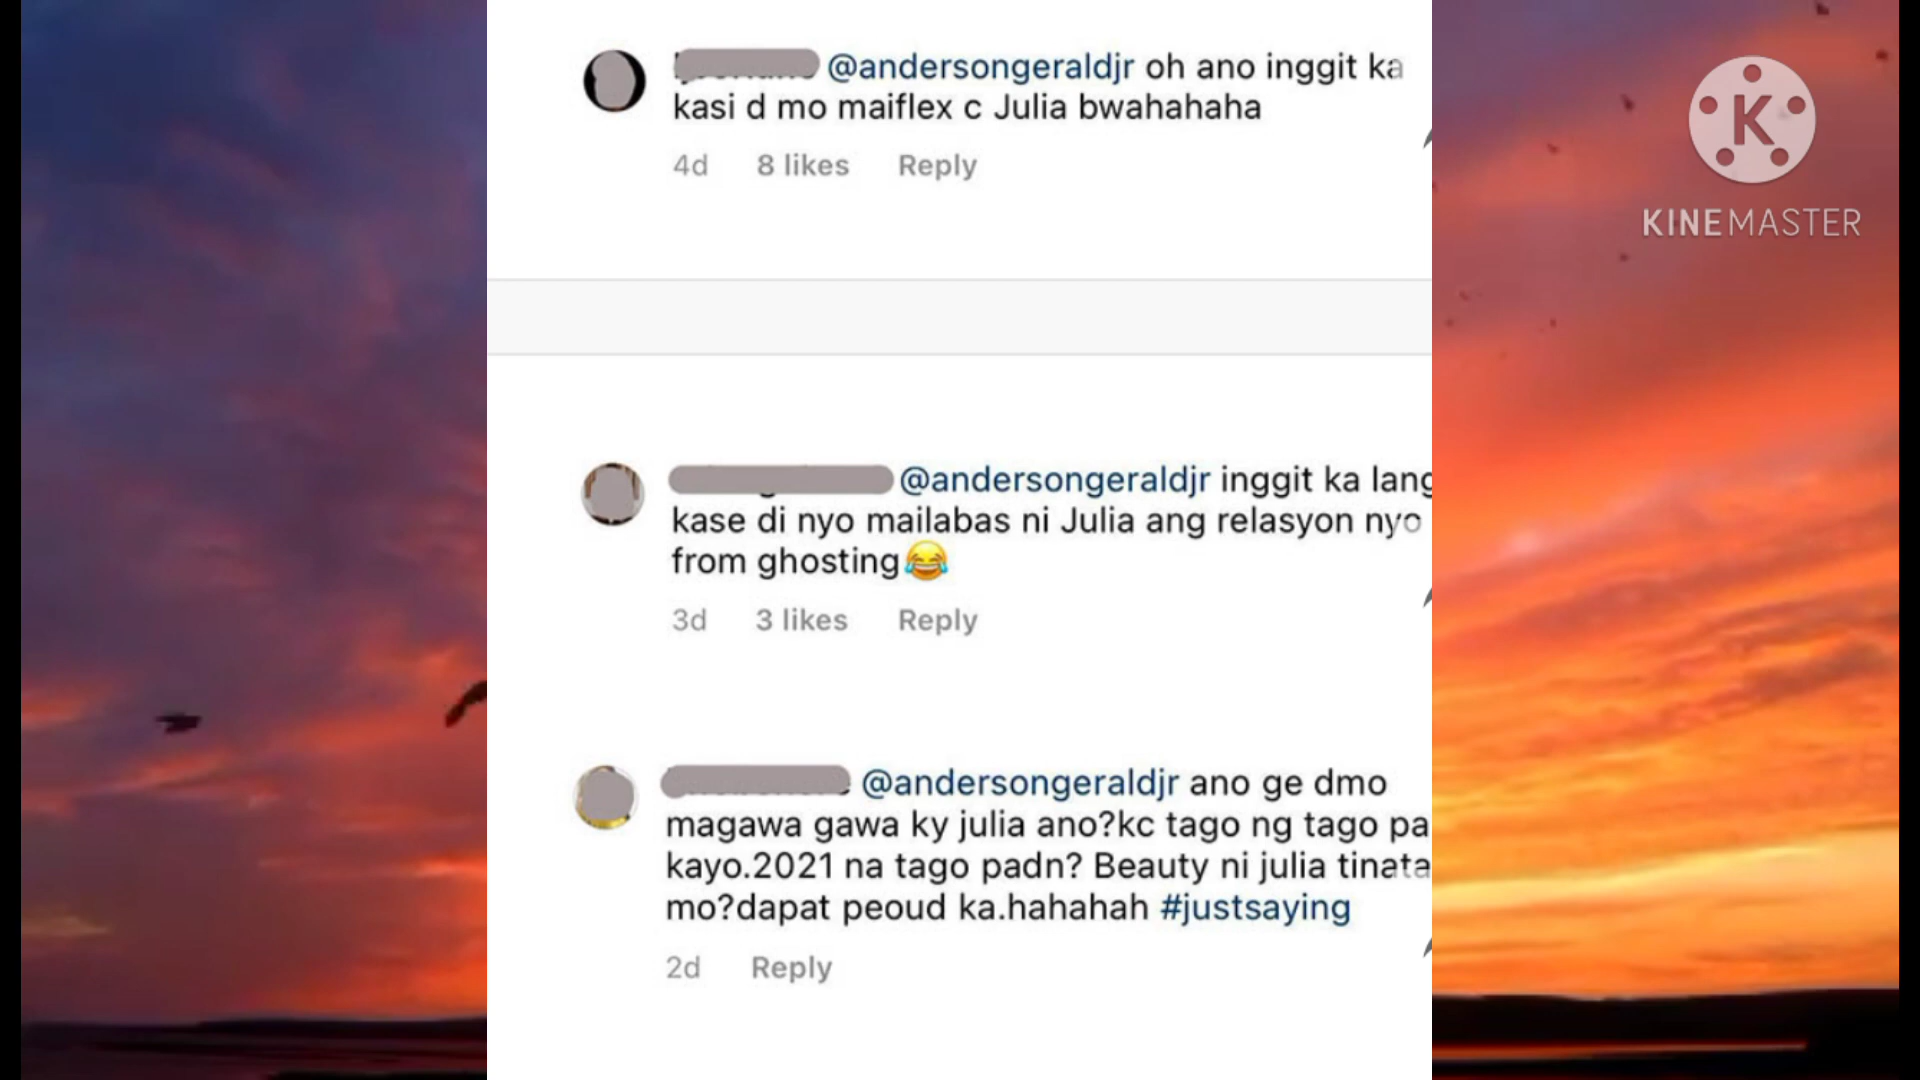 @andersongeraldjr oh ano inggit ka
kasi d mo maiflex c Julia bwahahaha
4d 8 likes Reply
KINEMASTER
@andersongeraldjr inggit ka lang
kase di nyo mailabas ni Julia ang relasyon nyo
from ghosting😂
3d 3 likes Reply
@andersongeraldjr ano ge dmo
magawa gawa ky julia ano?kc tago ng tago pa
kayo.2021 na tago padn? Beauty ni julia tinata
mo?dapat peoud ka.hahahah #justsaying
2d Reply